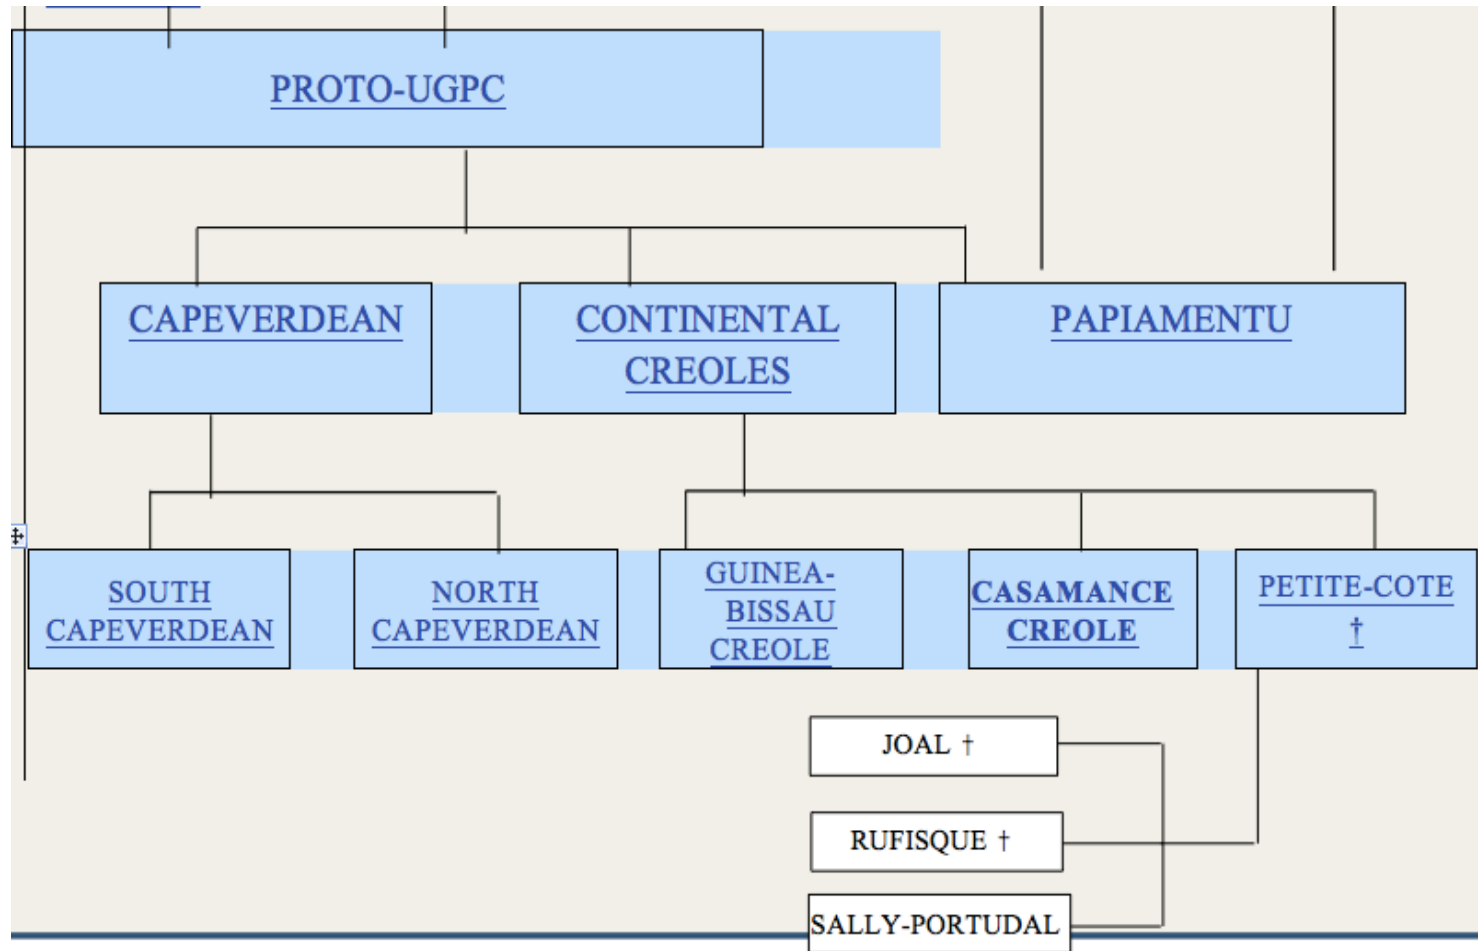 PROTO-UGPC
CAPEVERDEAN
CONTINENTAL
CREOLES
PAPIAMENTU
SOUTH
CAPEVERDEAN
NORTH
CAPEVERDEAN
GUINEA-
BISSAU
CREOLE
CASAMANCE
CREOLE
PETITE-COTE
†
JOAL †
RUFISQUE †
SALLY-PORTUDAL